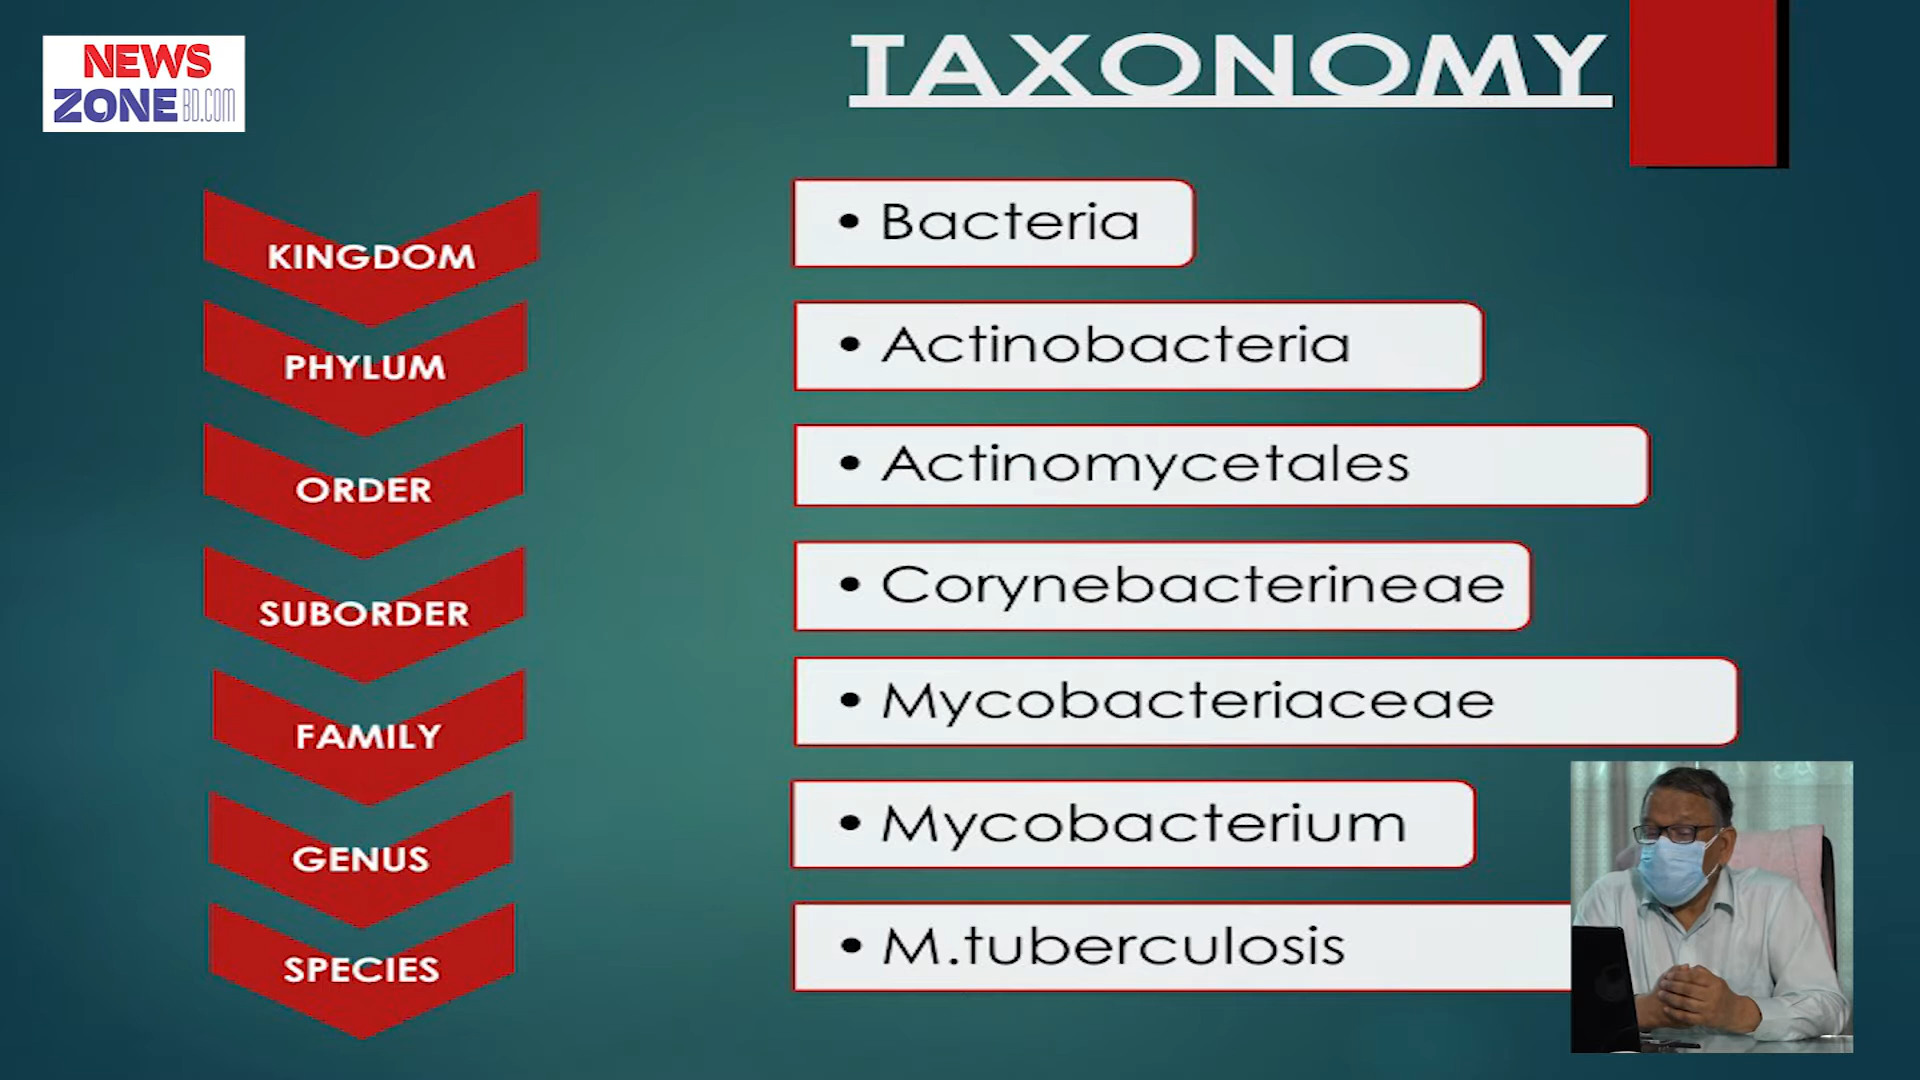 NEWS
ZONE BD.COM
TAXONOMY
KINGDOM
• Bacteria
PHYLUM
• Actinobacteria
ORDER
• Actinomycetales
SUBORDER
• Corynebacterineae
FAMILY
• Mycobacteriaceae
GENUS
• Mycobacterium
SPECIES
• M.tuberculosis